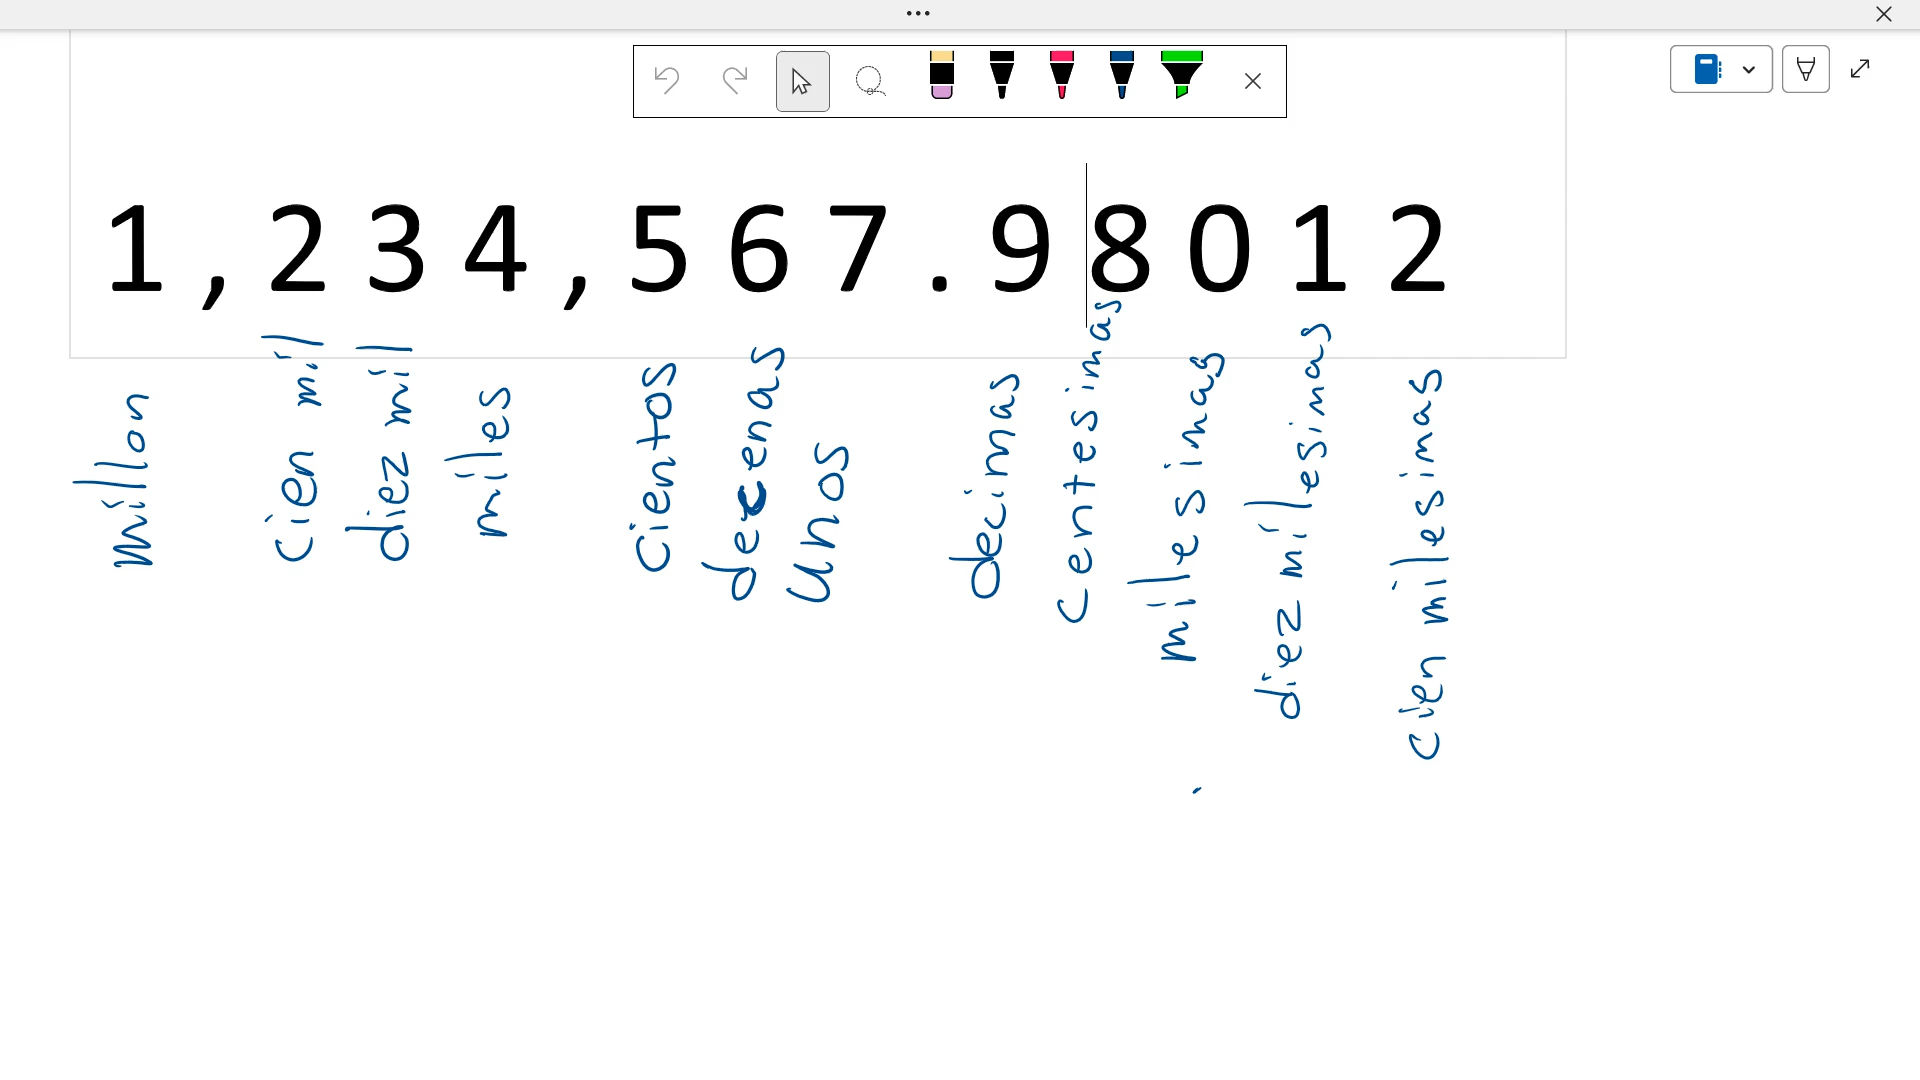 1,234,567.98012
millon
cien mil
diez mil
miles
cientos
decenas
unos
decimas
centesimas
milesimas
diez milesimas
cien milesimas